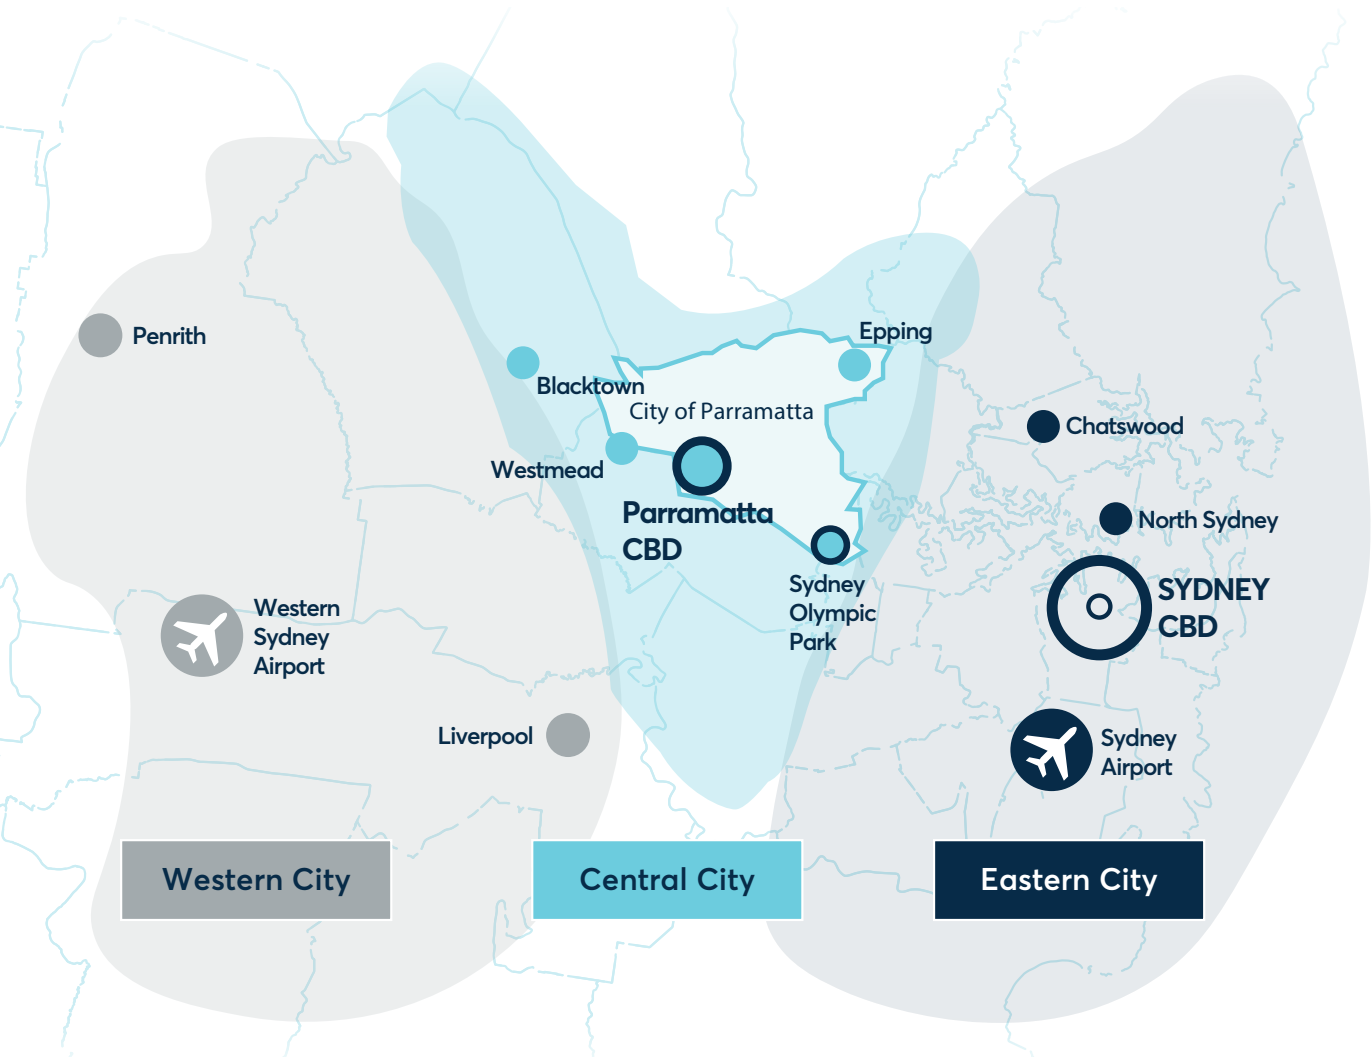 Epping
Penrith
Blacktown
City of Parramatta
Chatswood
Westmead
Parramatta
CBD
North Sydney
Sydney
Olympic
Park
SYDNEY
CBD
Western
Sydney
Airport
Liverpool
Sydney
Airport
Western City
Central City
Eastern City